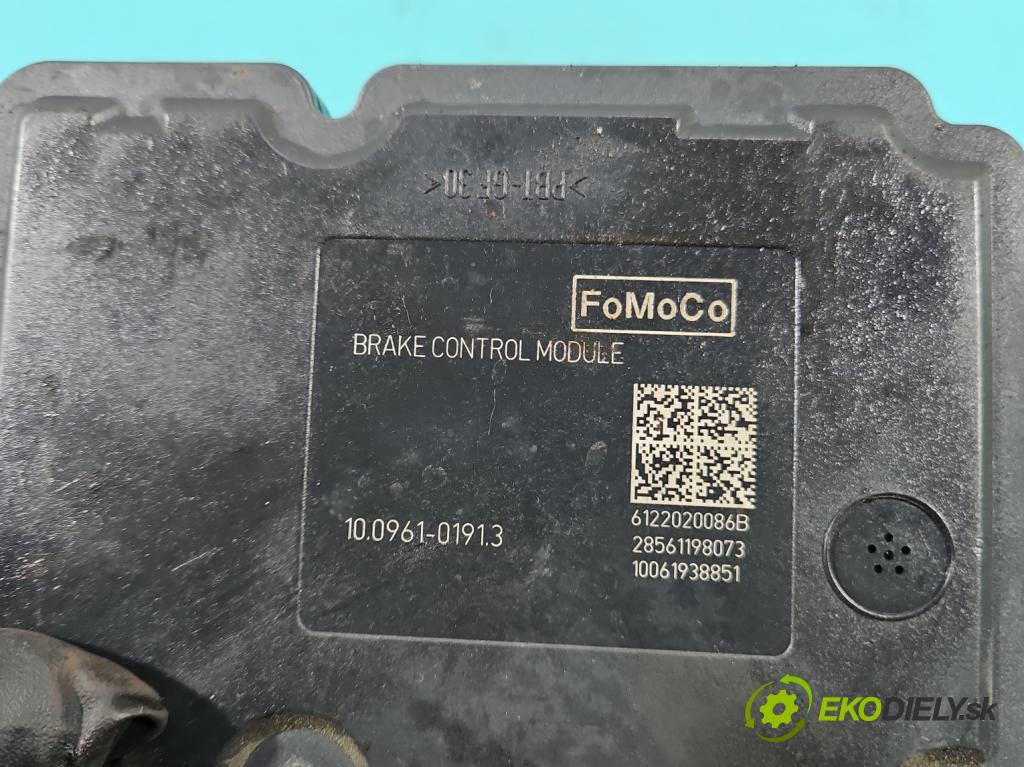 >PBT-GF30<
FoMoCo
BRAKE CONTROL MODULE
6122020086B
10.0961-0191.3
28561198073
10061938851
EKODIELY.sk